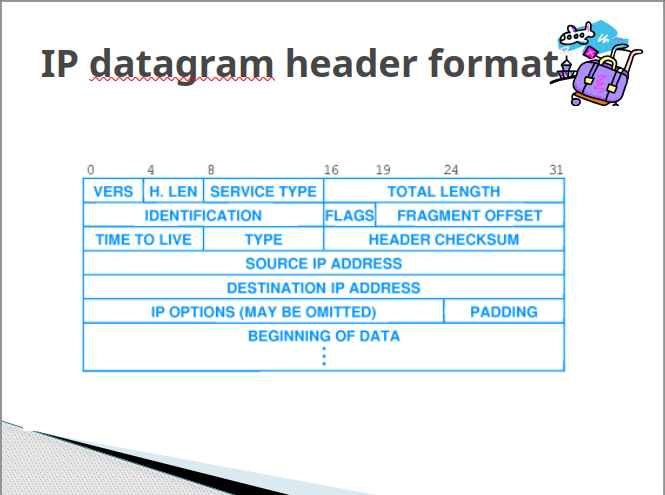 IP datagram header format
0 4 8 16 19 24 31
VERS H. LEN SERVICE TYPE TOTAL LENGTH
IDENTIFICATION FLAGS FRAGMENT OFFSET
TIME TO LIVE TYPE HEADER CHECKSUM
SOURCE IP ADDRESS
DESTINATION IP ADDRESS
IP OPTIONS (MAY BE OMITTED) PADDING
BEGINNING OF DATA